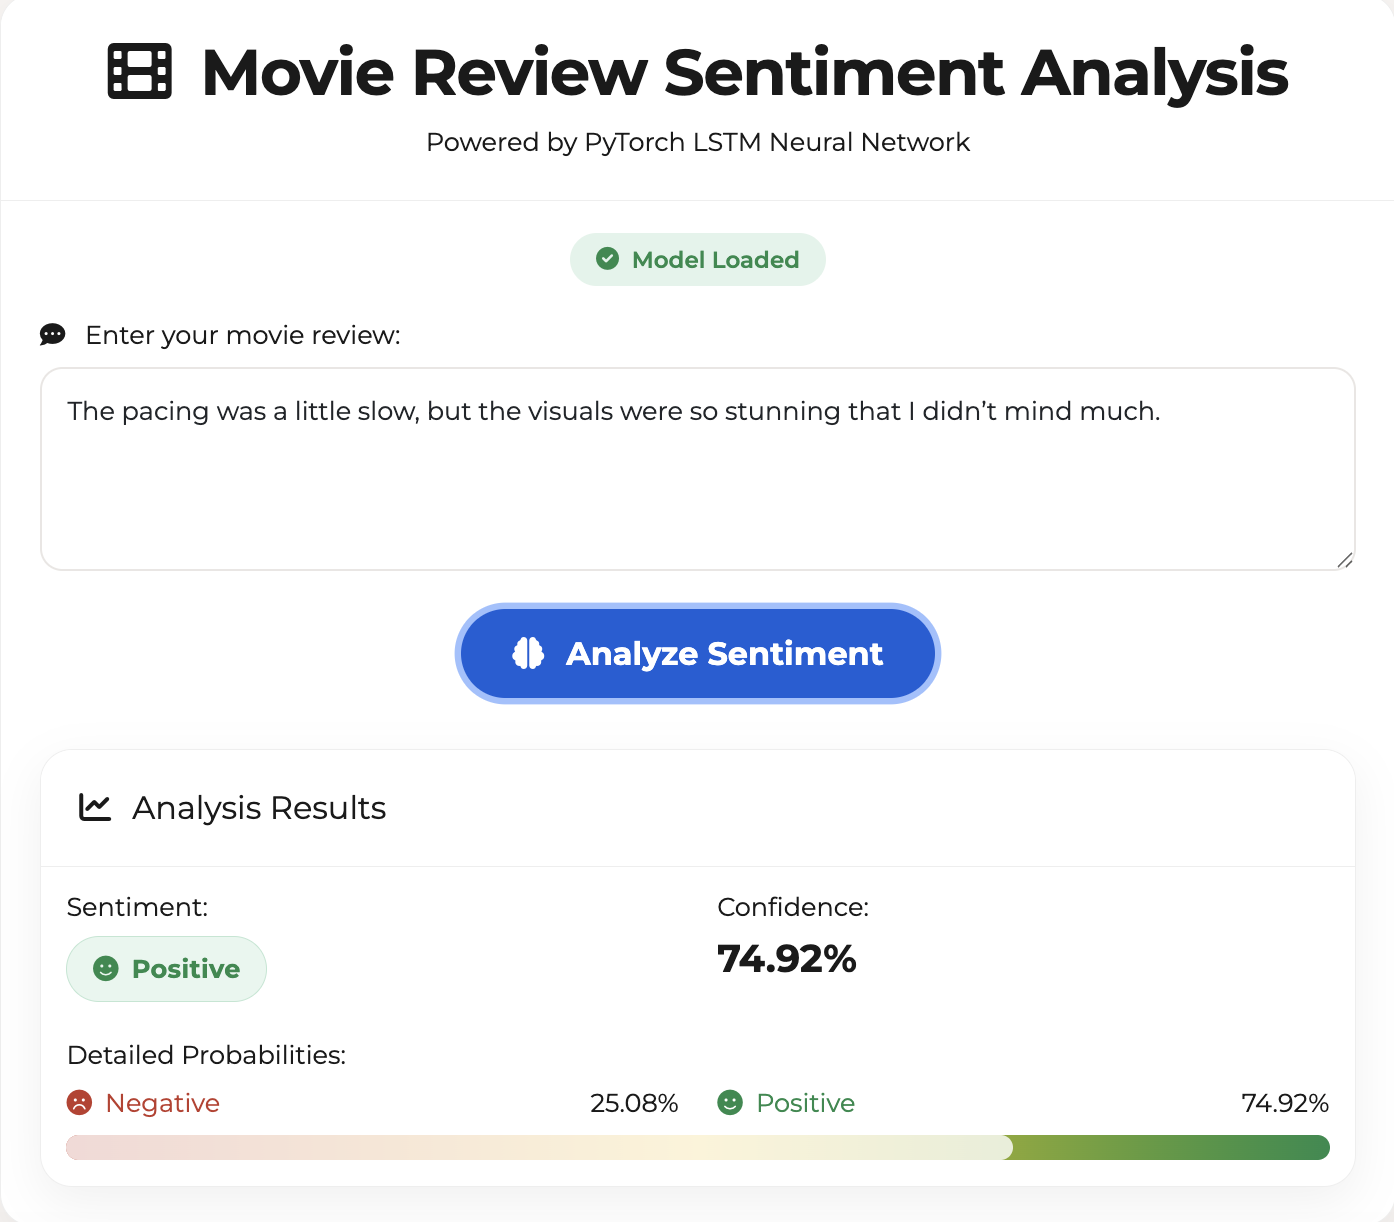 Movie Review Sentiment Analysis
Powered by PyTorch LSTM Neural Network
Model Loaded
Enter your movie review:
The pacing was a little slow, but the visuals were so stunning that I didn’t mind much.
Analyze Sentiment
Analysis Results
Sentiment:
Positive
Confidence:
74.92%
Detailed Probabilities:
Negative 25.08% Positive 74.92%